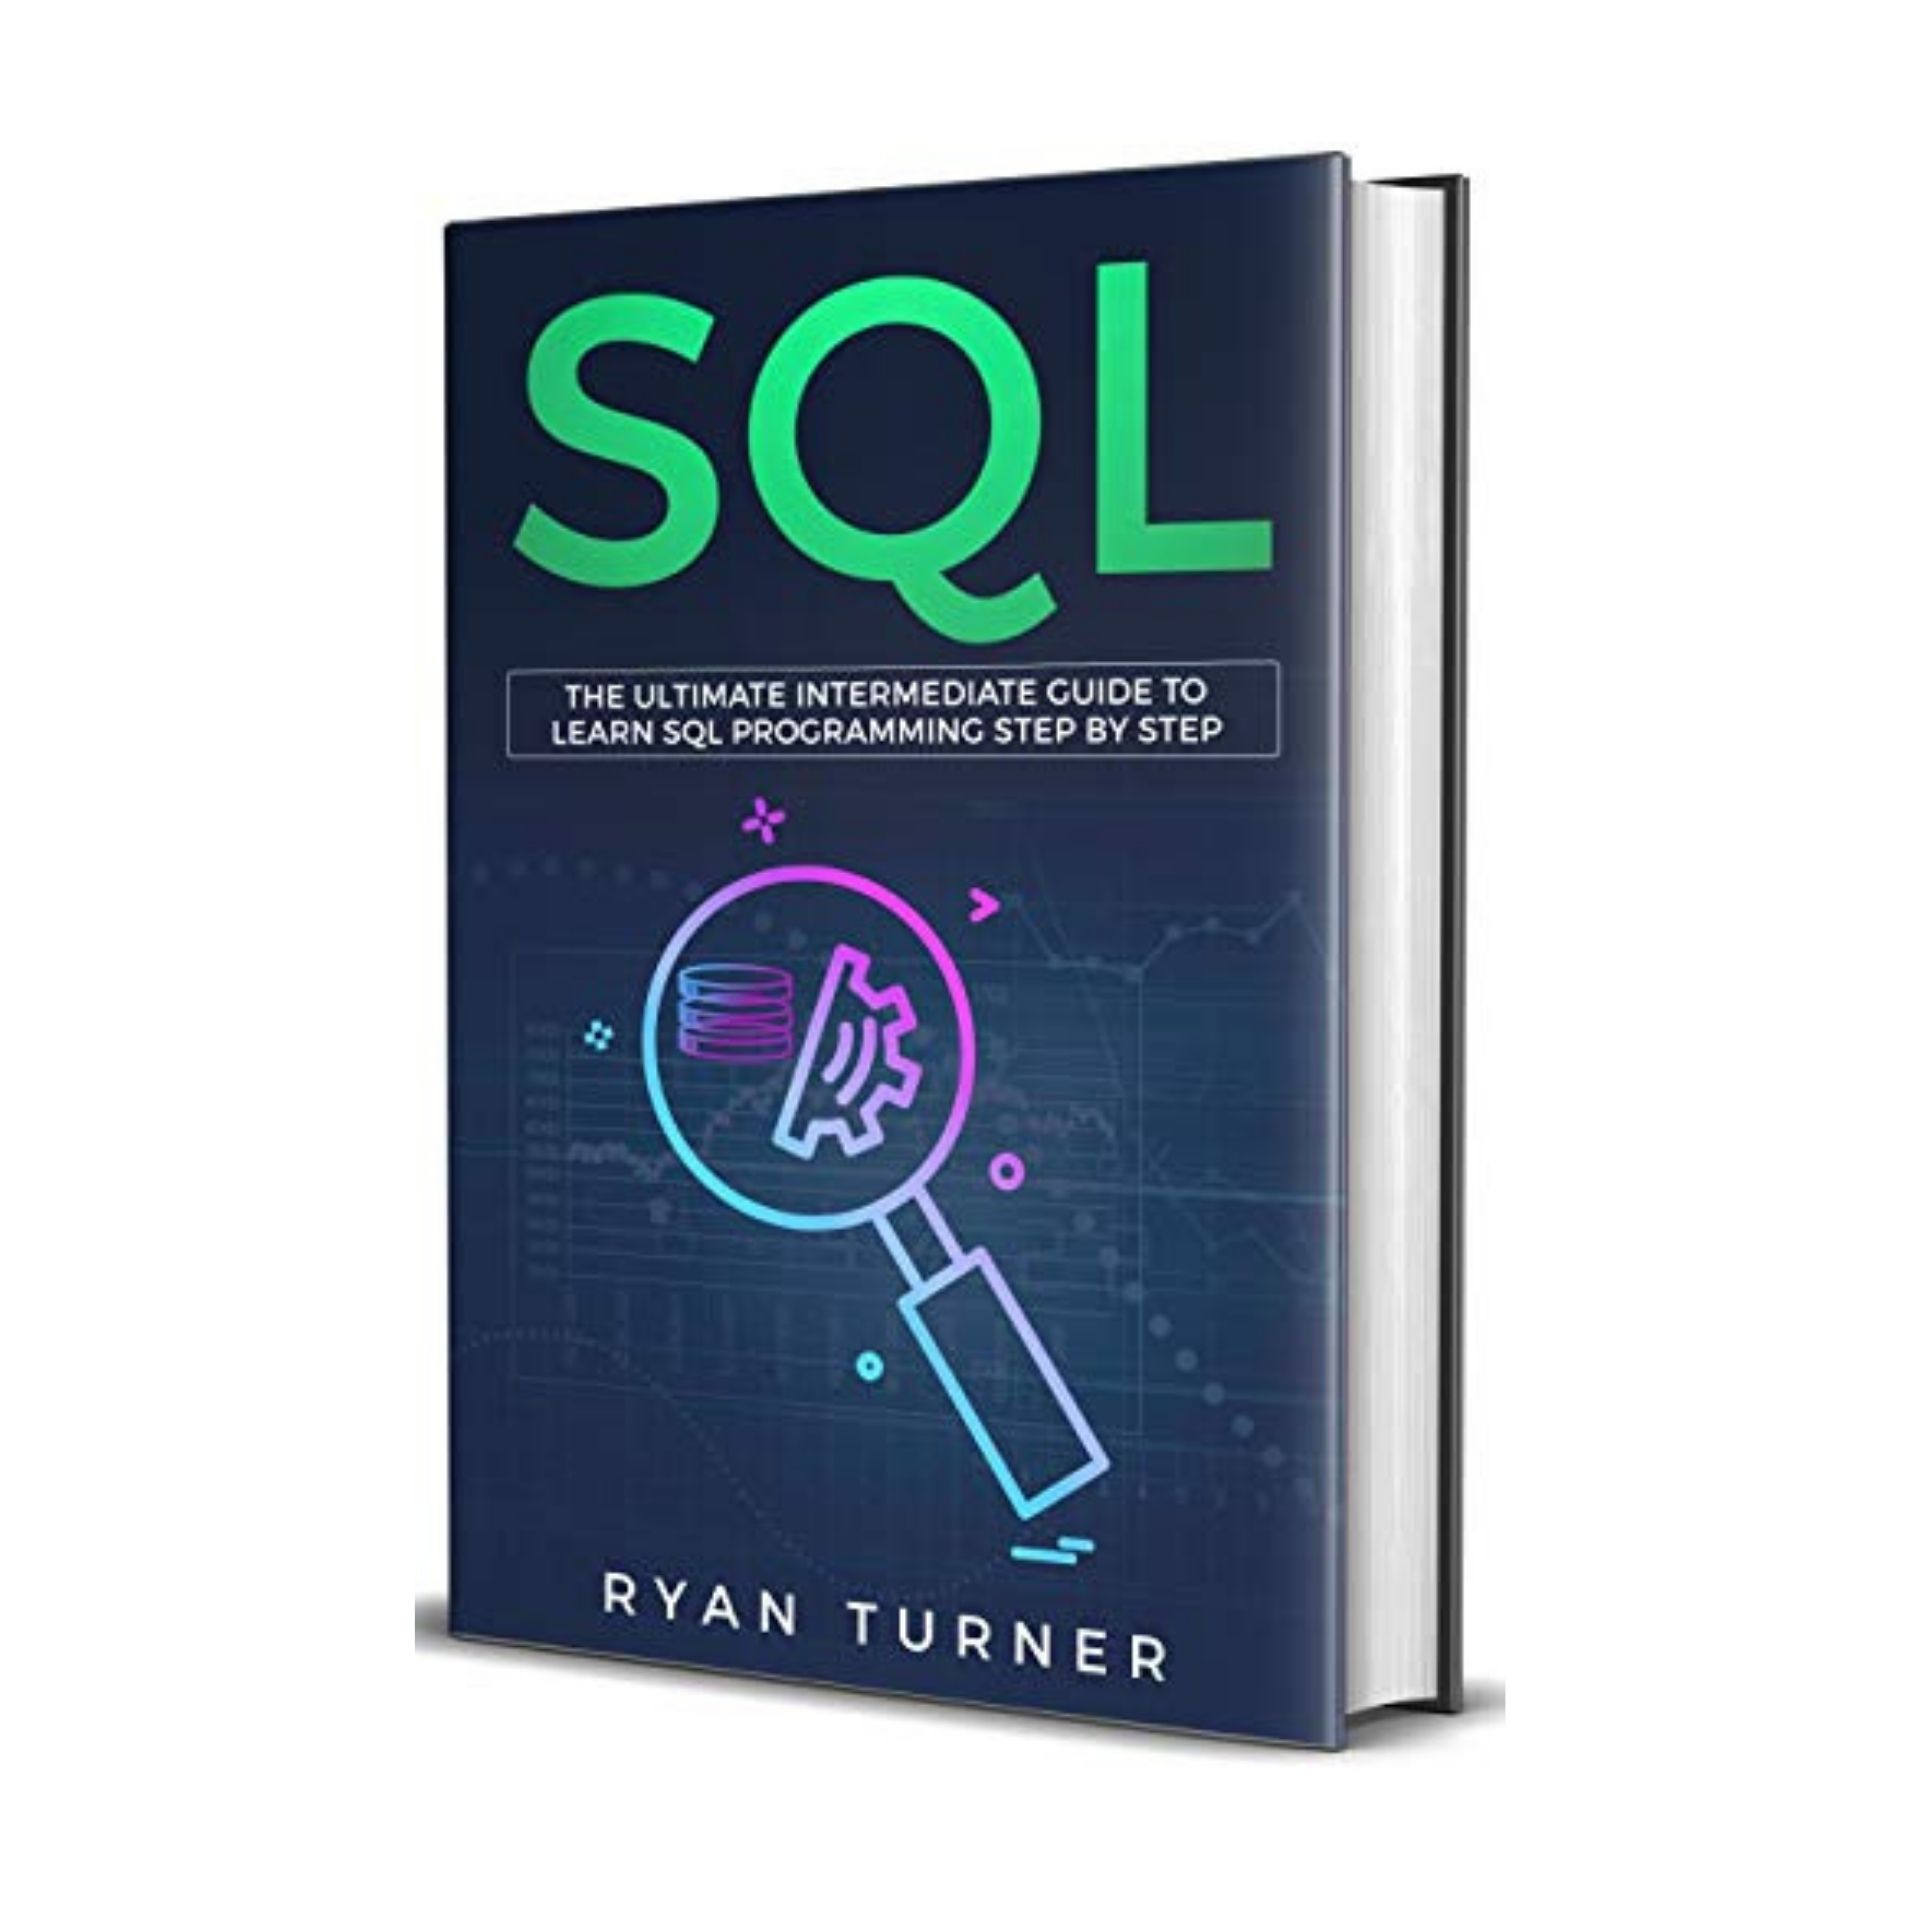 SQL
THE ULTIMATE INTERMEDIATE GUIDE TO
LEARN SQL PROGRAMMING STEP BY STEP
RYAN TURNER